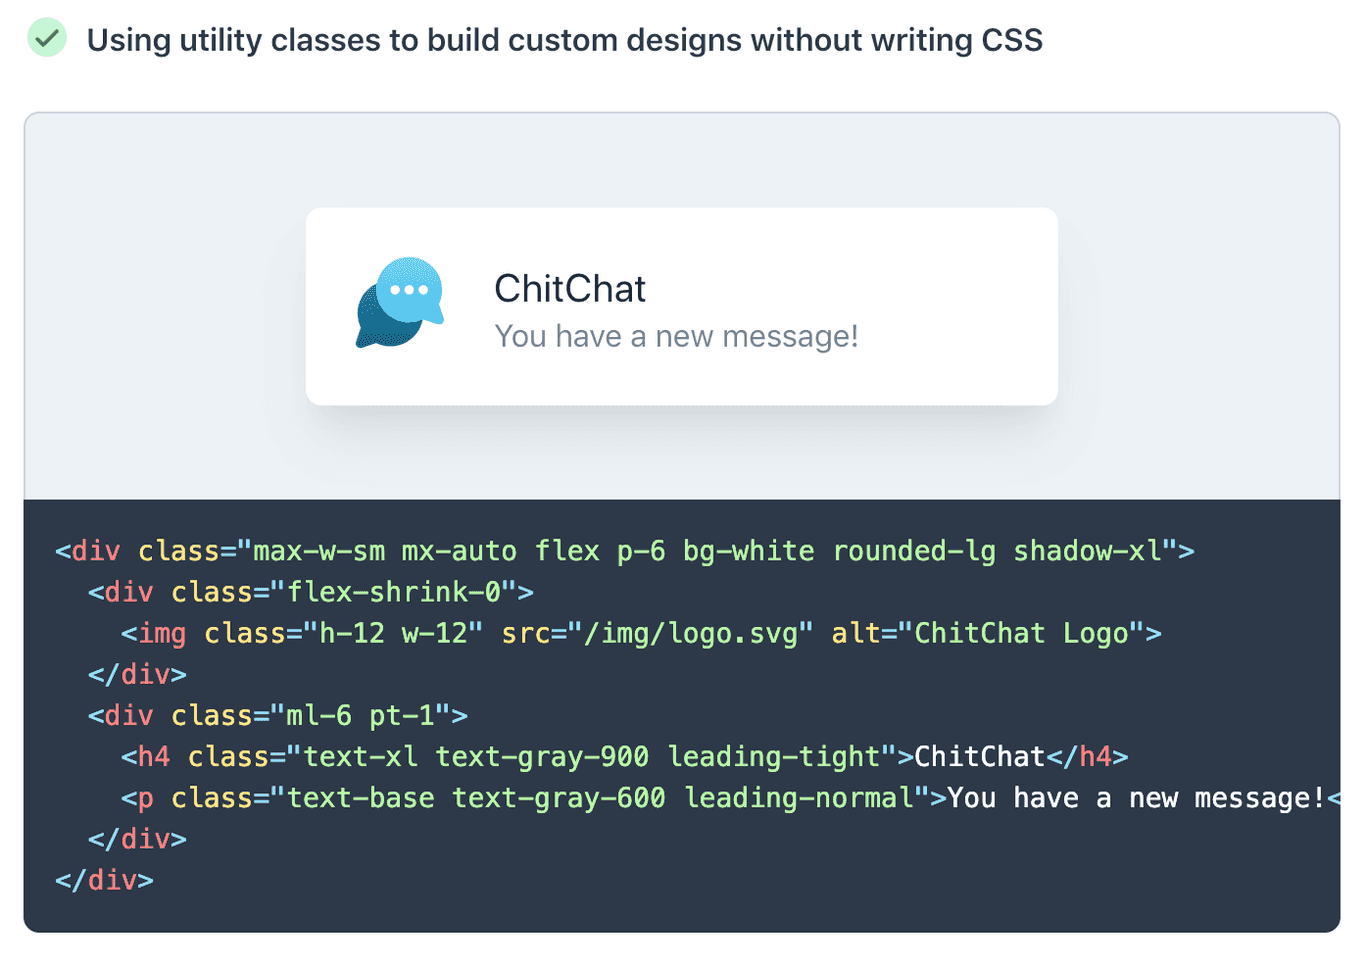 Using utility classes to build custom designs without writing CSS
ChitChat
You have a new message!
<div class="max-w-sm mx-auto flex p-6 bg-white rounded-lg shadow-xl">
  <div class="flex-shrink-0">
    <img class="h-12 w-12" src="/img/logo.svg" alt="ChitChat Logo">
  </div>
  <div class="ml-6 pt-1">
    <h4 class="text-xl text-gray-900 leading-tight">ChitChat</h4>
    <p class="text-base text-gray-600 leading-normal">You have a new message!<
  </div>
</div>